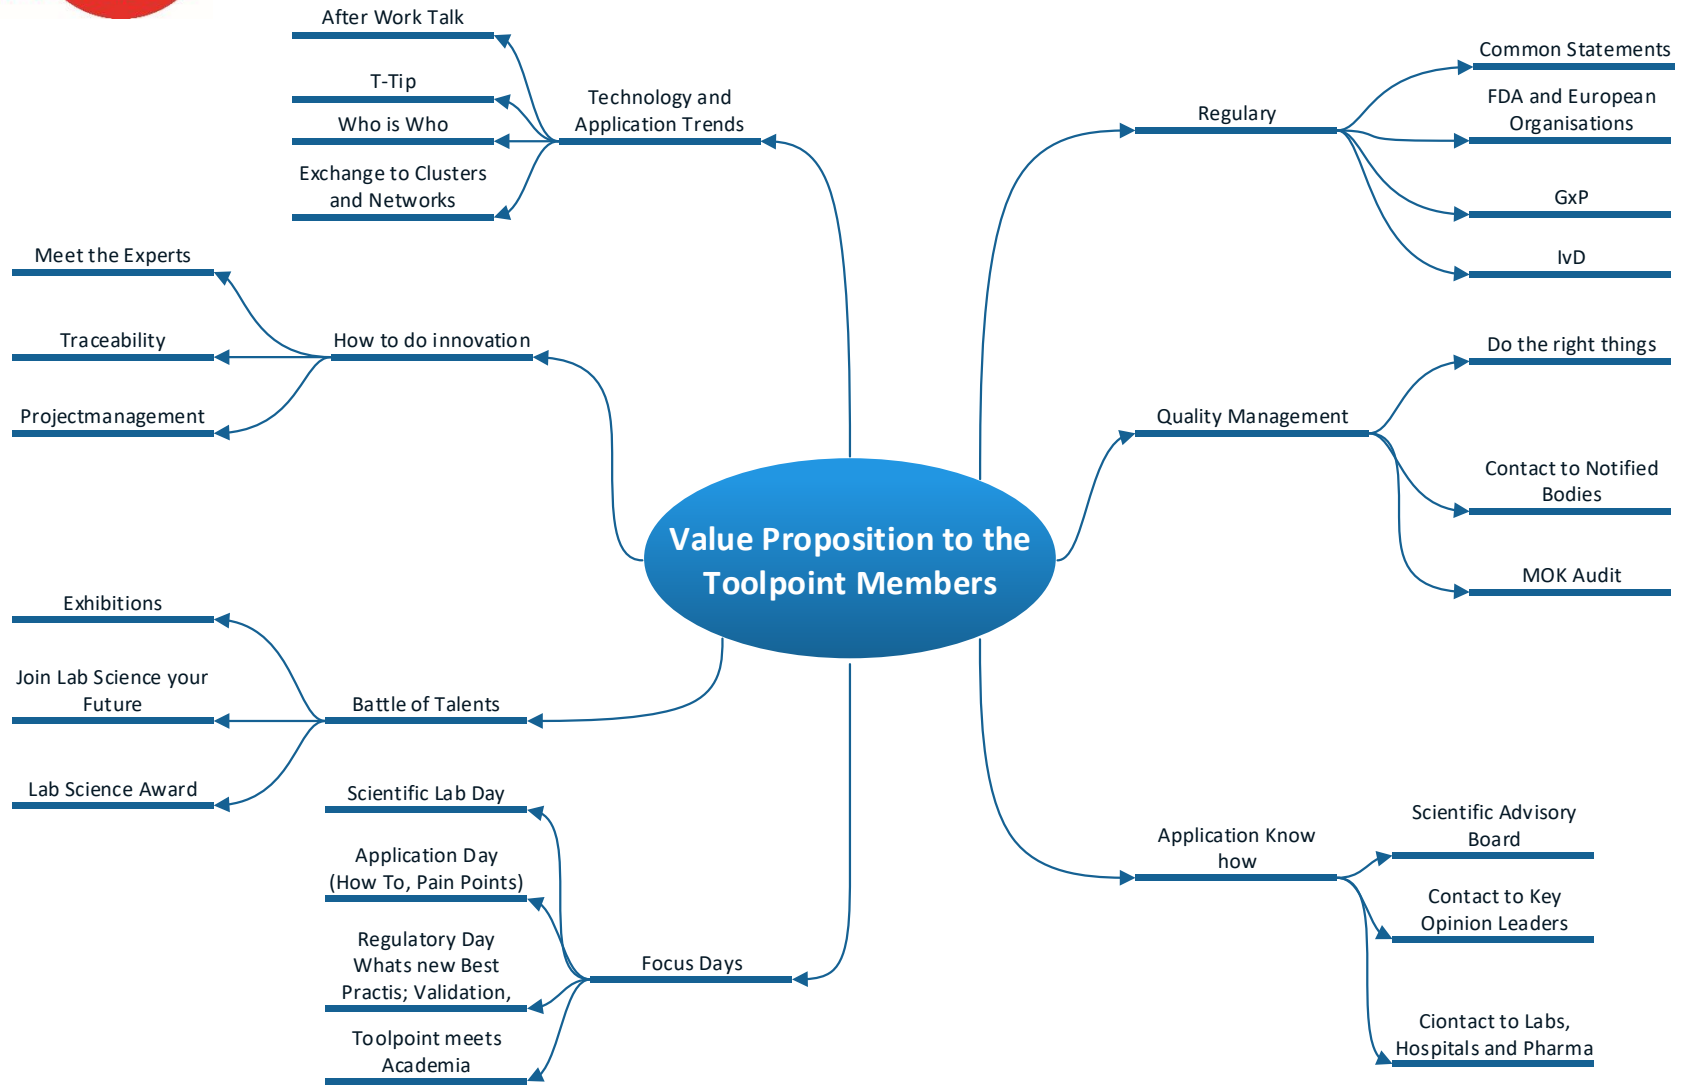 After Work Talk
T-Tip
Who is Who
Exchange to Clusters
and Networks
Technology and
Application Trends
Meet the Experts
Traceability
Projectmanagement
How to do innovation
Value Proposition to the
Toolpoint Members
Exhibitions
Join Lab Science your
Future
Lab Science Award
Battle of Talents
Scientific Lab Day
Application Day
(How To, Pain Points)
Regulatory Day
Whats new Best
Practis; Validation,
Toolpoint meets
Academia
Focus Days
Regulary
Common Statements
FDA and European
Organisations
GxP
IvD
Quality Management
Do the right things
Contact to Notified
Bodies
MOK Audit
Application Know
how
Scientific Advisory
Board
Contact to Key
Opinion Leaders
Ciontact to Labs,
Hospitals and Pharma